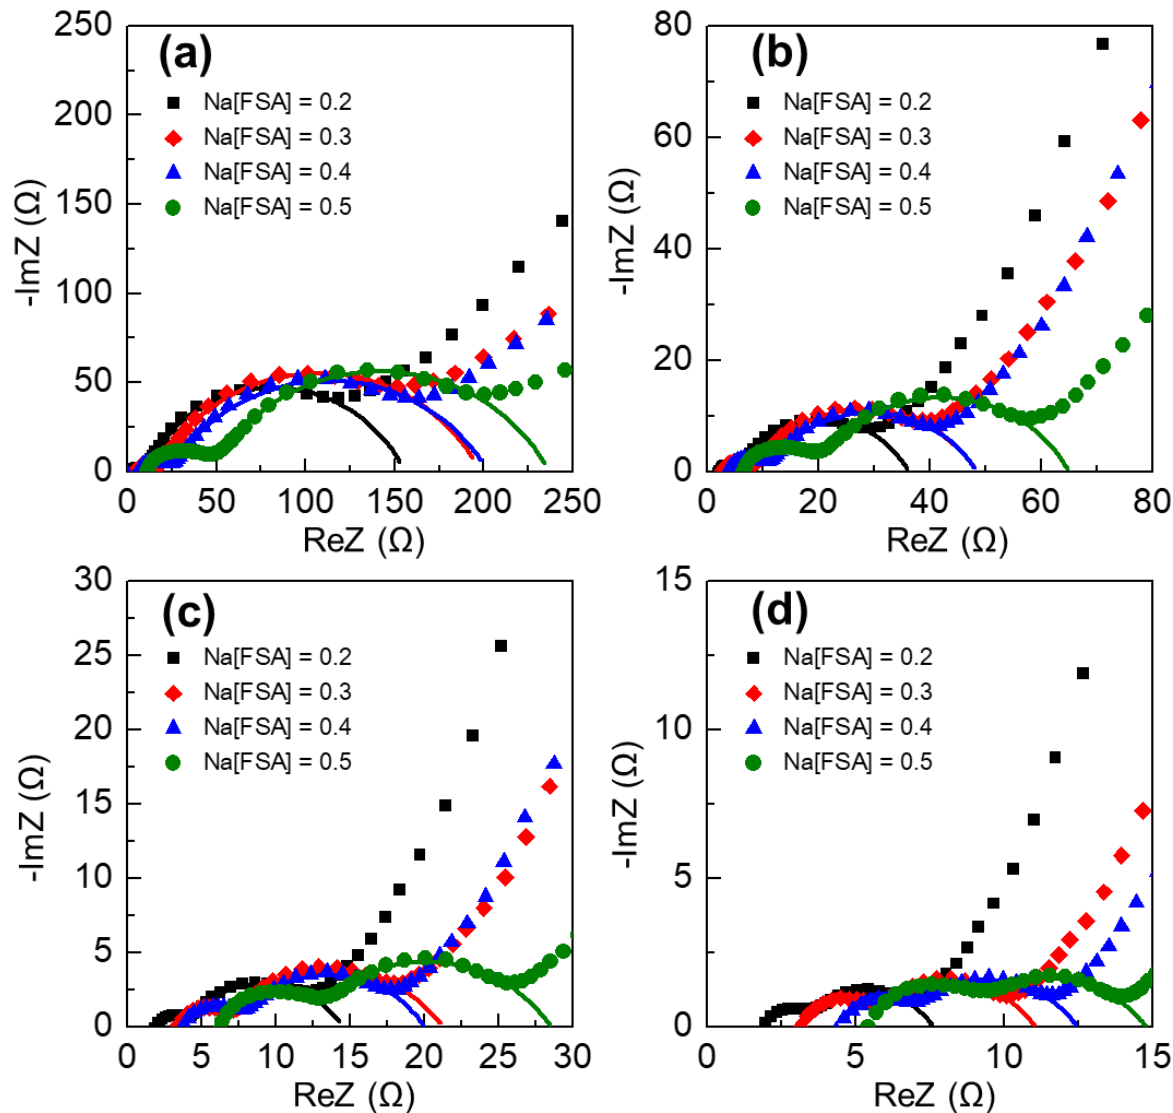 (a)
Na[FSA] = 0.2
Na[FSA] = 0.3
Na[FSA] = 0.4
Na[FSA] = 0.5
250
200
150
100
50
0
-ImZ (Ω)
0 50 100 150 200 250
ReZ (Ω)
(b)
Na[FSA] = 0.2
Na[FSA] = 0.3
Na[FSA] = 0.4
Na[FSA] = 0.5
80
60
40
20
0
-ImZ (Ω)
0 20 40 60 80
ReZ (Ω)
(c)
Na[FSA] = 0.2
Na[FSA] = 0.3
Na[FSA] = 0.4
Na[FSA] = 0.5
30
25
20
15
10
5
0
-ImZ (Ω)
0 5 10 15 20 25 30
ReZ (Ω)
(d)
Na[FSA] = 0.2
Na[FSA] = 0.3
Na[FSA] = 0.4
Na[FSA] = 0.5
15
10
5
0
-ImZ (Ω)
0 5 10 15
ReZ (Ω)